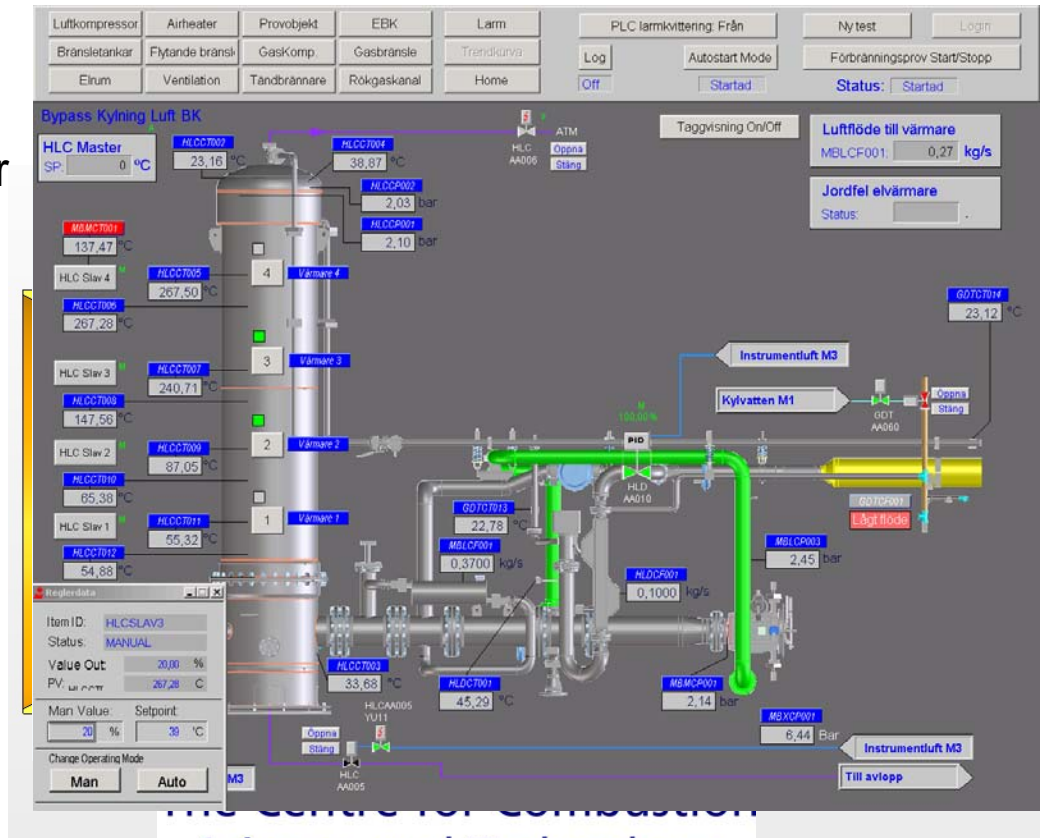 Luftkompressor Airheater Provobjekt EBK Larm PLC larmkvittering: Från Ny test Login
Bränsletankar Flytande bränsle GasKomp. Gasbränsle Trendkurva Log Autostart Mode Förbränningsprov Start/Stopp
Elrum Ventilation Tändbrännare Rökgaskanal Home Off Startad Status: Startad
Bypass Kylning Luft BK
HLC Master
SP: 0 °C
HLCCT002
23,16 °C
HLCCT004
38,87 °C
HLC
AA006
ATM
Öppna
Stäng
Taggvisning On/Off
Luftflöde till värmare
MBLCF001: 0,27 kg/s
Jordfel elvärmare
Status: .
HLCCP002
2,03 bar
HLCCP001
2,10 bar
MBMCT001
137,47 °C
HLC Slav 4 M
HLCCT005
267,50 °C
4 Värmare 4
HLCCT006
267,28 °C
GDTCT014
23,12 °C
HLC Slav 3 M
HLCCT007
240,71 °C
3 Värmare 3
HLCCT008
147,56 °C
Instrumentluft M3
Kylvatten M1
GDT
AA060
Öppna
Stäng
M
100,00%
PID
HLD
AA010
HLC Slav 2 M
HLCCT009
87,05 °C
2 Värmare 2
HLCCT010
65,38 °C
HLC Slav 1 M
HLCCT011
55,32 °C
1 Värmare 1
HLCCT012
54,88 °C
GDTCT013
22,78 °C
GDTCF001
Lågt flöde
MBLCF001
0,3700 kg/s
HLDCF001
0,1000 kg/s
MBLCP003
2,45 bar
HLCCT003
33,68 °C
HLDCT001
45,29 °C
MBMCP001
2,14 bar
MBXCP001
6,44 Bar
HLCAA005
YU11
Öppna
Stäng
HLC
AA005
Instrumentluft M3
Till avlopp
M3
Reglerdata
Item ID: HLCSLAV3
Status: MANUAL
Value Out: 20,00 %
PV: 267,28 C
Man Value: Setpoint:
20 % 39 °C
Change Operating Mode
Man Auto
The Centre for Combustion